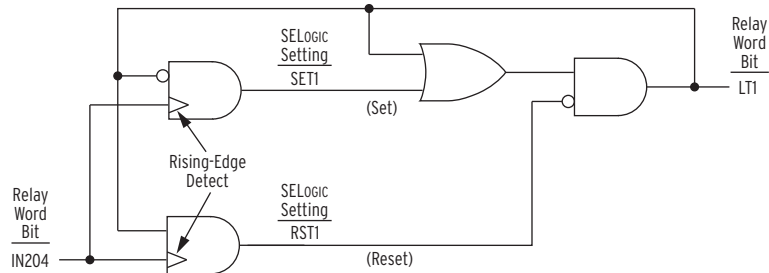 SELOGIC
Setting
SET1
(Set)
Relay
Word
Bit
LT1
Rising-Edge
Detect
Relay
Word
Bit
IN204
SELOGIC
Setting
RST1
(Reset)